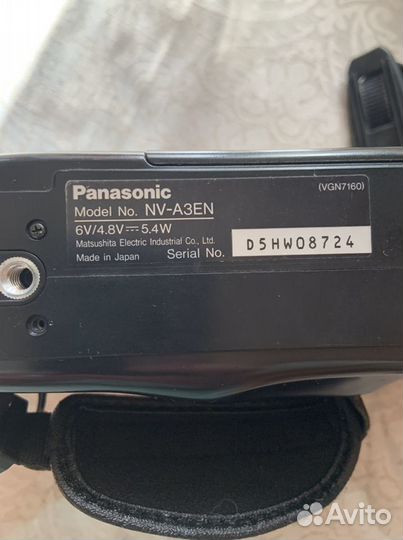 Panasonic
(VGN7160)
Model No. NV-A3EN
6V/4.8V⎓5.4W
Matsushita Electric Industrial Co., Ltd.
Made in Japan
Serial No. D5HW08724
Avito